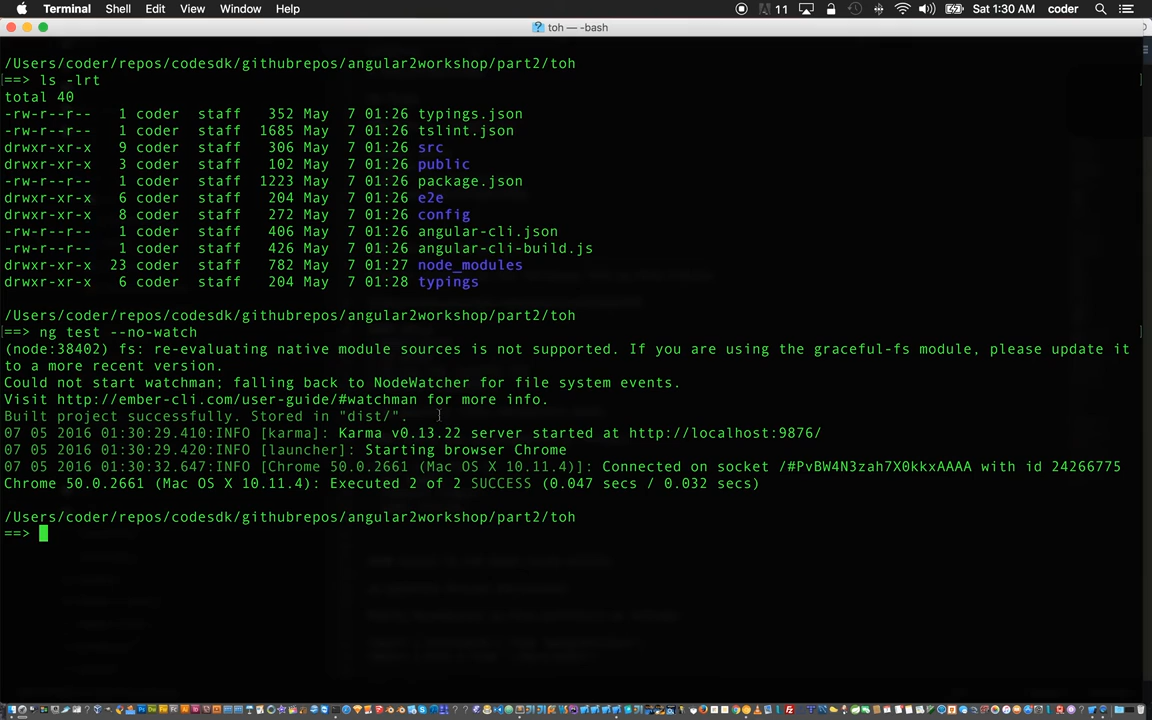 Terminal Shell Edit View Window Help 11 Sat 1:30 AM coder
toh — -bash
/Users/coder/repos/codesdk/githubrepos/angular2workshop/part2/toh
==> ls -lrt
total 40
-rw-r--r-- 1 coder staff 352 May 7 01:26 typings.json
-rw-r--r-- 1 coder staff 1685 May 7 01:26 tslint.json
drwxr-xr-x 9 coder staff 306 May 7 01:26 src
drwxr-xr-x 3 coder staff 102 May 7 01:26 public
-rw-r--r-- 1 coder staff 1223 May 7 01:26 package.json
drwxr-xr-x 6 coder staff 204 May 7 01:26 e2e
drwxr-xr-x 8 coder staff 272 May 7 01:26 config
-rw-r--r-- 1 coder staff 406 May 7 01:26 angular-cli.json
-rw-r--r-- 1 coder staff 426 May 7 01:26 angular-cli-build.js
drwxr-xr-x 23 coder staff 782 May 7 01:27 node_modules
drwxr-xr-x 6 coder staff 204 May 7 01:28 typings
/Users/coder/repos/codesdk/githubrepos/angular2workshop/part2/toh
==> ng test --no-watch
(node:38402) fs: re-evaluating native module sources is not supported. If you are using the graceful-fs module, please update it
to a more recent version.
Could not start watchman; falling back to NodeWatcher for file system events.
Visit http://ember-cli.com/user-guide/#watchman for more info.
Built project successfully. Stored in "dist/".
07 05 2016 01:30:29.410:INFO [karma]: Karma v0.13.22 server started at http://localhost:9876/
07 05 2016 01:30:29.420:INFO [launcher]: Starting browser Chrome
07 05 2016 01:30:32.647:INFO [Chrome 50.0.2661 (Mac OS X 10.11.4)]: Connected on socket /#PvBW4N3zah7X0kkxAAAA with id 24266775
Chrome 50.0.2661 (Mac OS X 10.11.4): Executed 2 of 2 SUCCESS (0.047 secs / 0.032 secs)
/Users/coder/repos/codesdk/githubrepos/angular2workshop/part2/toh
==>